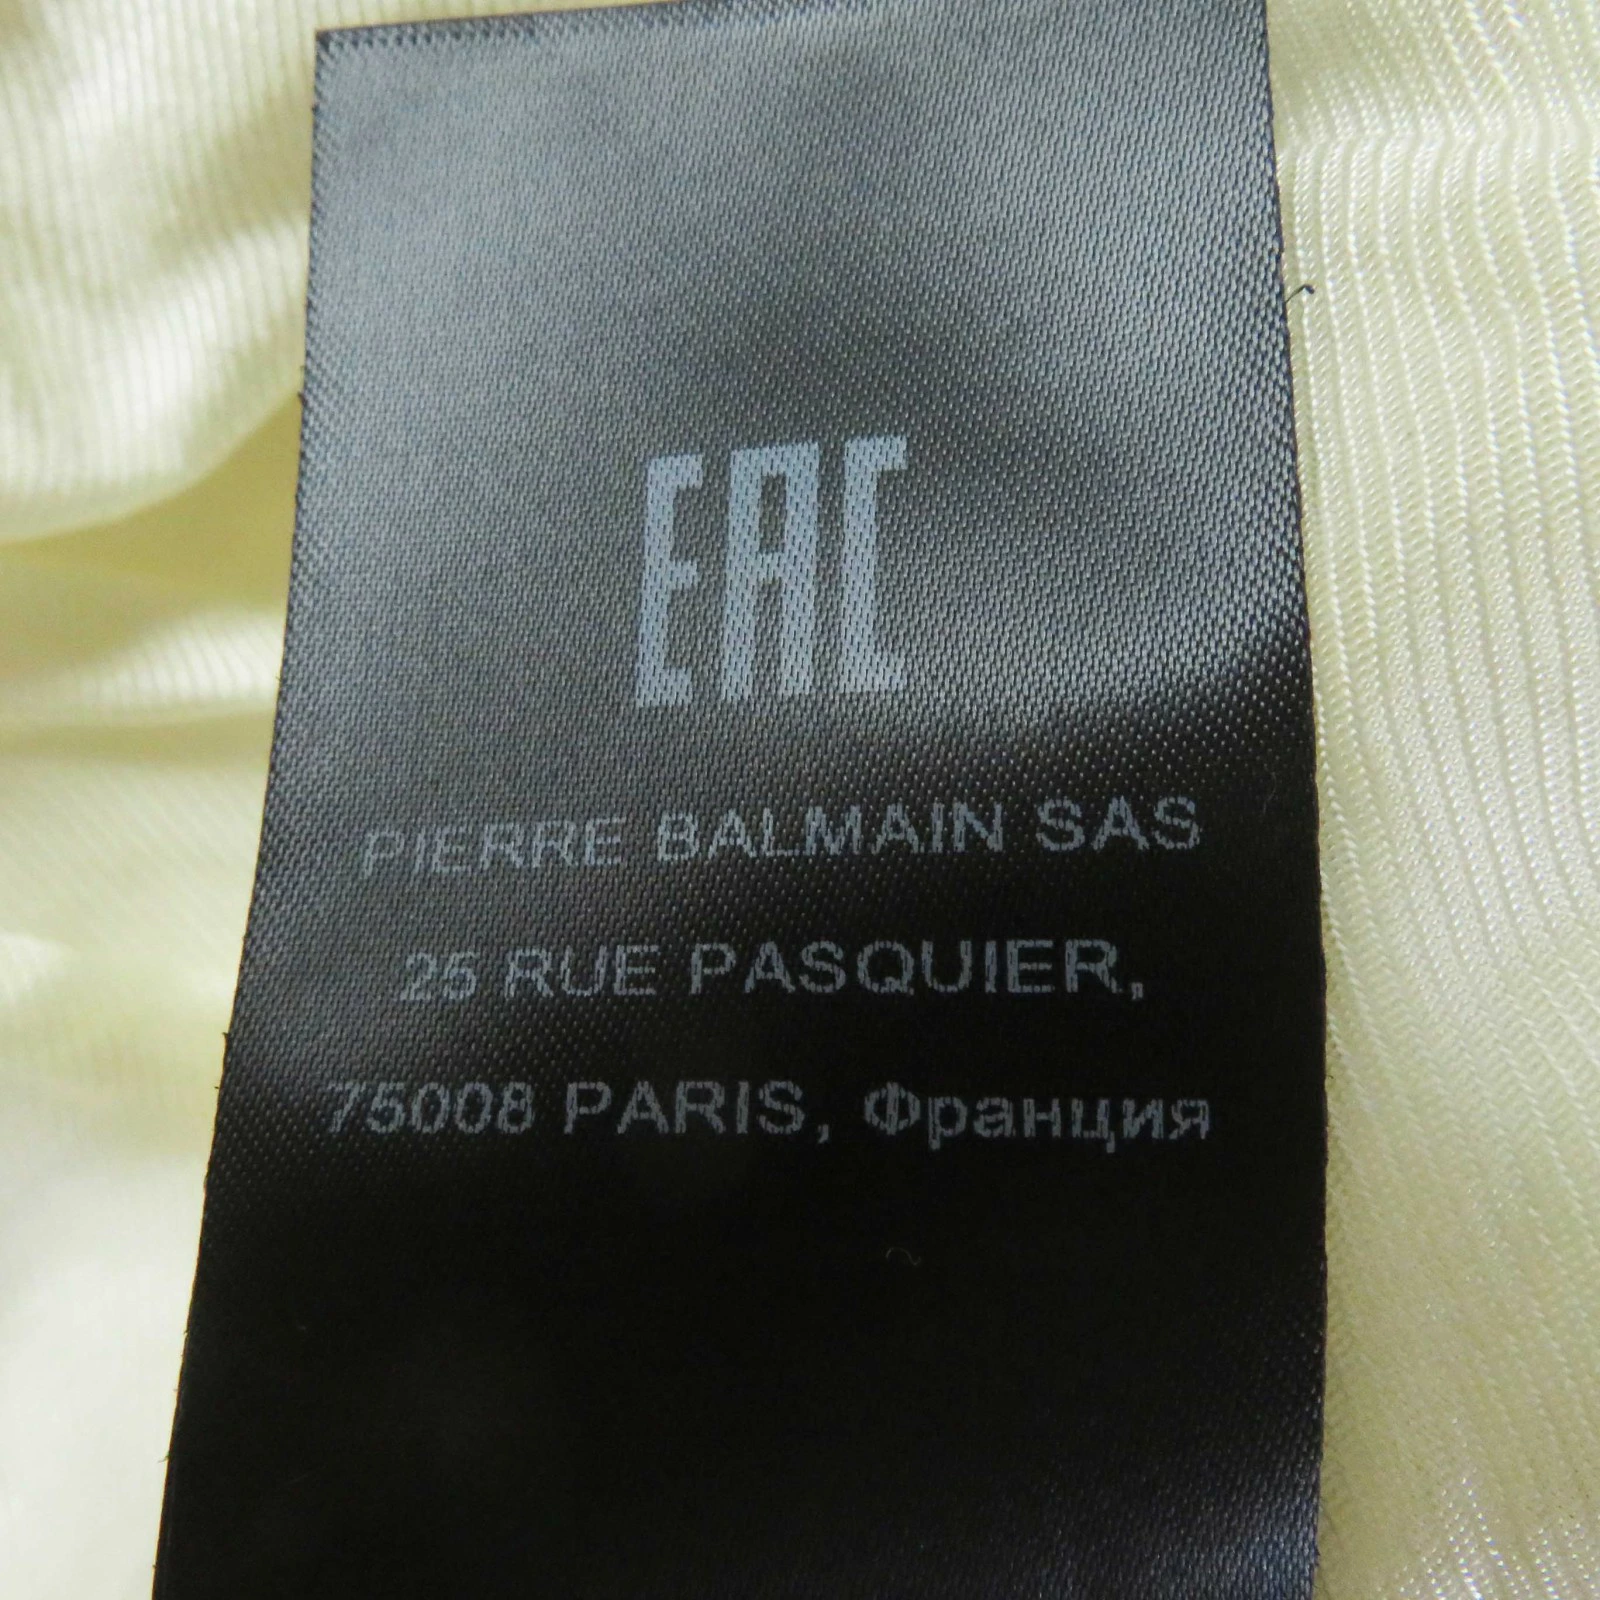 EAC
PIERRE BALMAIN SAS
25 RUE PASQUIER,
75008 PARIS, Франция